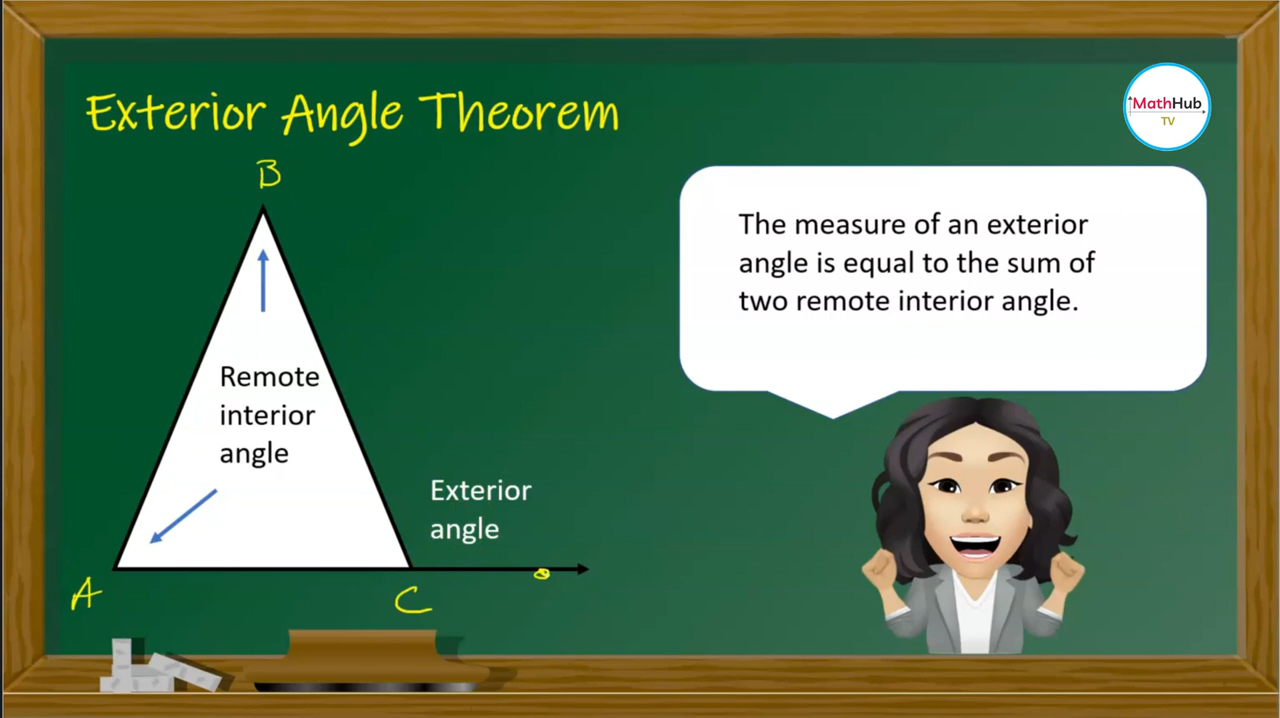 Exterior Angle Theorem
MathHub
TV
B
The measure of an exterior
angle is equal to the sum of
two remote interior angle.
Remote
interior
angle
Exterior
angle
A
C